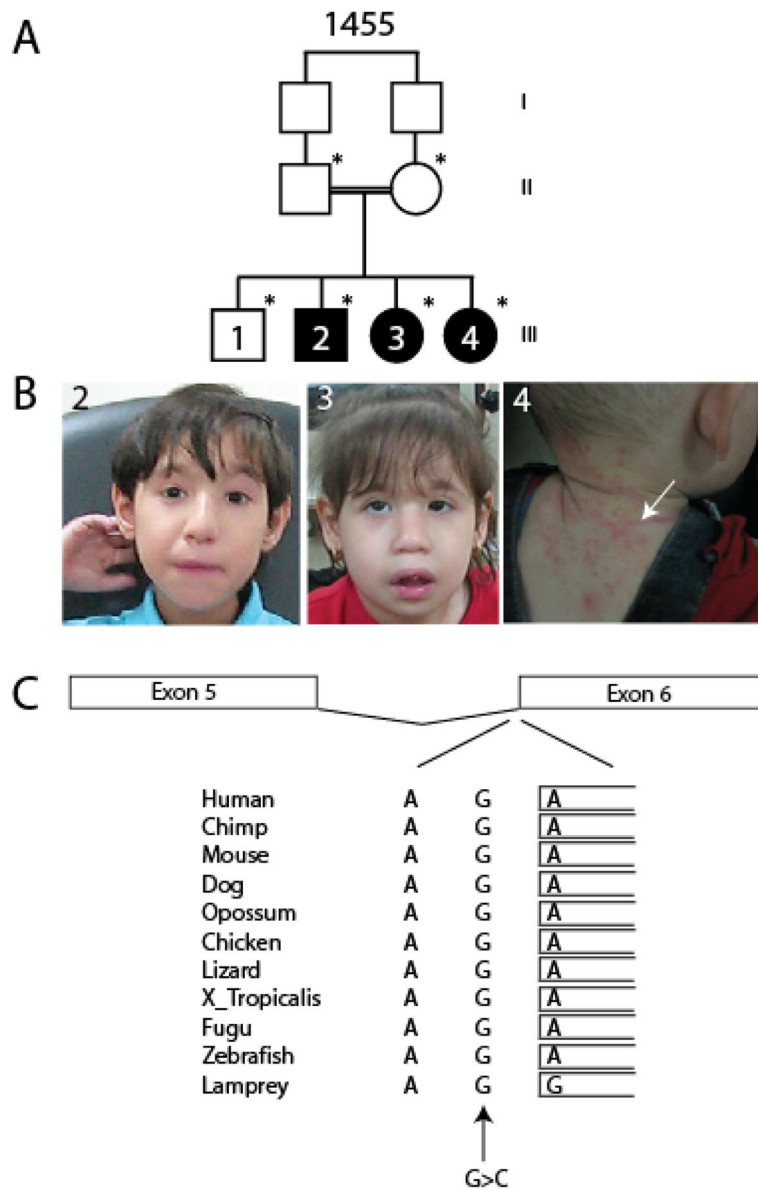 A
1455
I
* *
II
* * * *
1 2 3 4
III
B
2 3 4
C
Exon 5 Exon 6
Human A G A
Chimp A G A
Mouse A G A
Dog A G A
Opossum A G A
Chicken A G A
Lizard A G A
X_Tropicalis A G A
Fugu A G A
Zebrafish A G A
Lamprey A G G
G>C